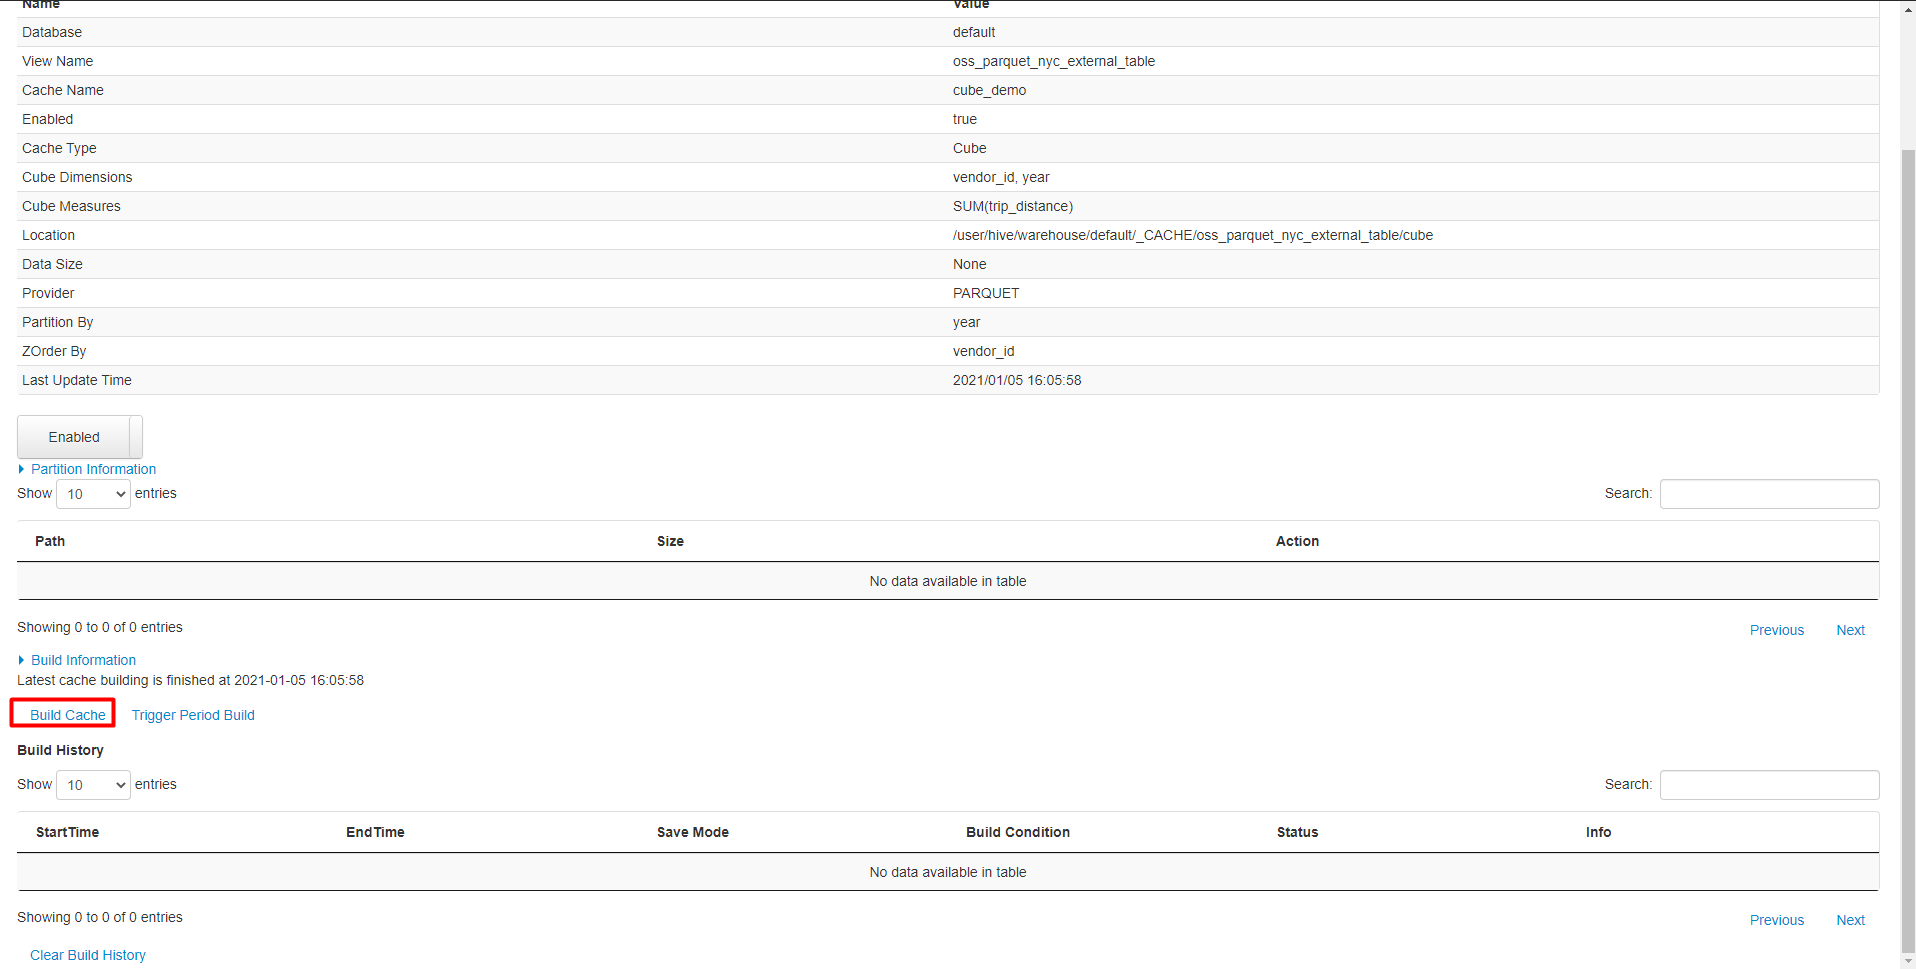 Name Value
Database default
View Name oss_parquet_nyc_external_table
Cache Name cube_demo
Enabled true
Cache Type Cube
Cube Dimensions vendor_id, year
Cube Measures SUM(trip_distance)
Location /user/hive/warehouse/default/_CACHE/oss_parquet_nyc_external_table/cube
Data Size None
Provider PARQUET
Partition By year
ZOrder By vendor_id
Last Update Time 2021/01/05 16:05:58
Enabled
Partition Information
Show 10 entries Search:
Path Size Action
No data available in table
Showing 0 to 0 of 0 entries
Previous Next
Build Information
Latest cache building is finished at 2021-01-05 16:05:58
Build Cache Trigger Period Build
Build History
Show 10 entries Search:
StartTime EndTime Save Mode Build Condition Status Info
No data available in table
Showing 0 to 0 of 0 entries
Previous Next
Clear Build History